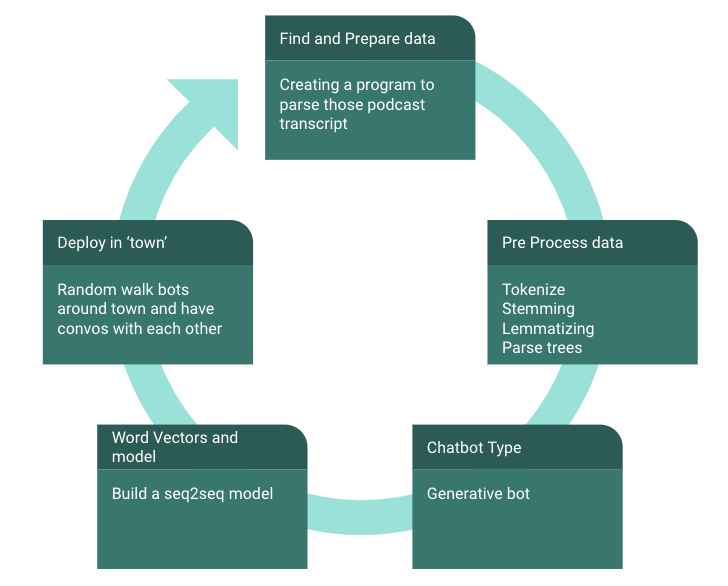 Find and Prepare data
Creating a program to
parse those podcast
transcript
Pre Process data
Tokenize
Stemming
Lemmatizing
Parse trees
Chatbot Type
Generative bot
Word Vectors and
model
Build a seq2seq model
Deploy in ‘town’
Random walk bots
around town and have
convos with each other